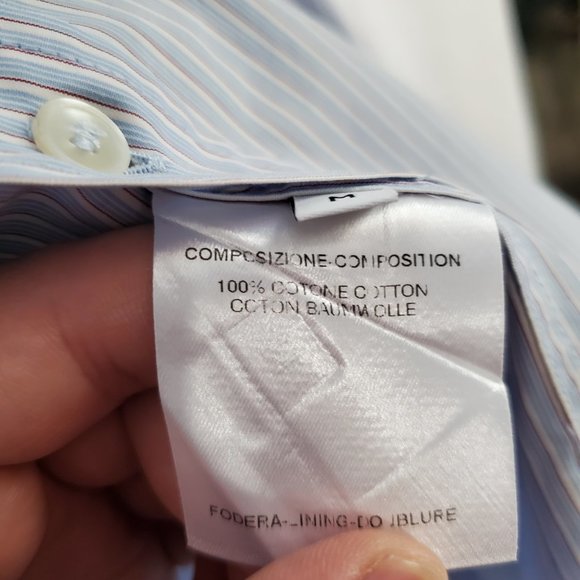 M
COMPOSIZIONE-COMPOSITION
100% COTONE COTTON
COTON BAUMWOLLE
FODERA-LINING-DOUBLURE